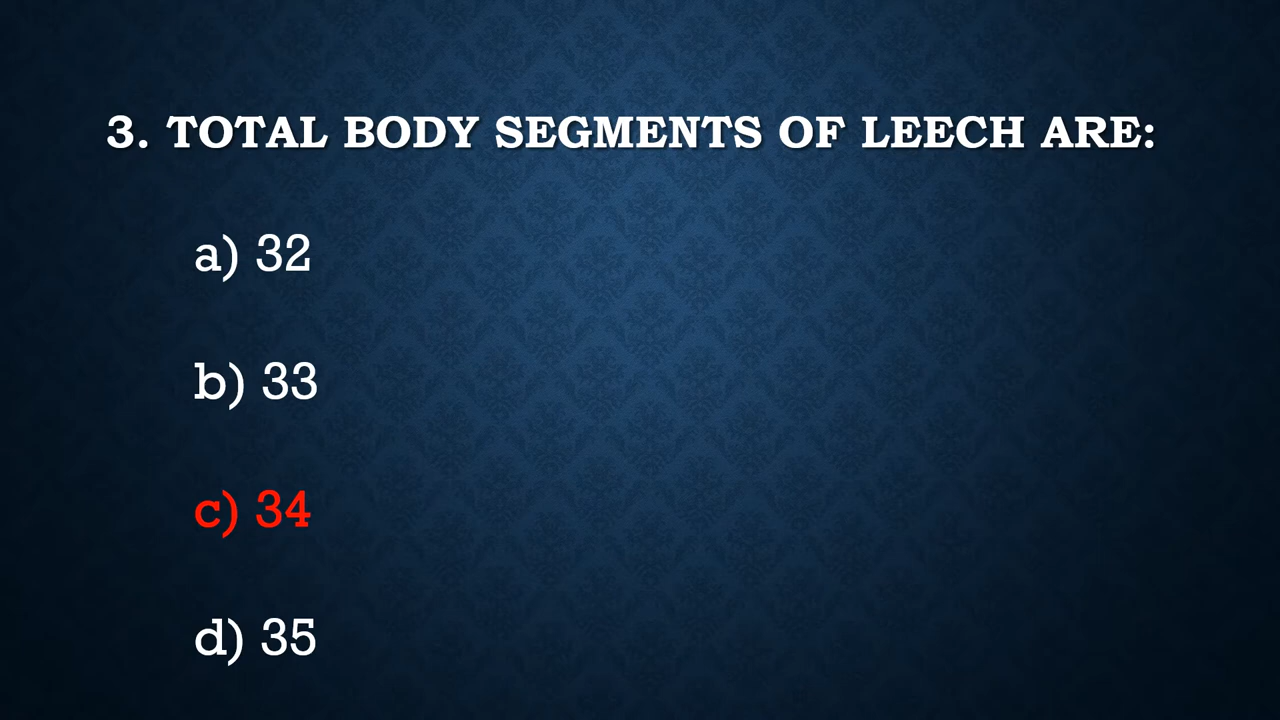 3. TOTAL BODY SEGMENTS OF LEECH ARE:
a) 32
b) 33
c) 34
d) 35